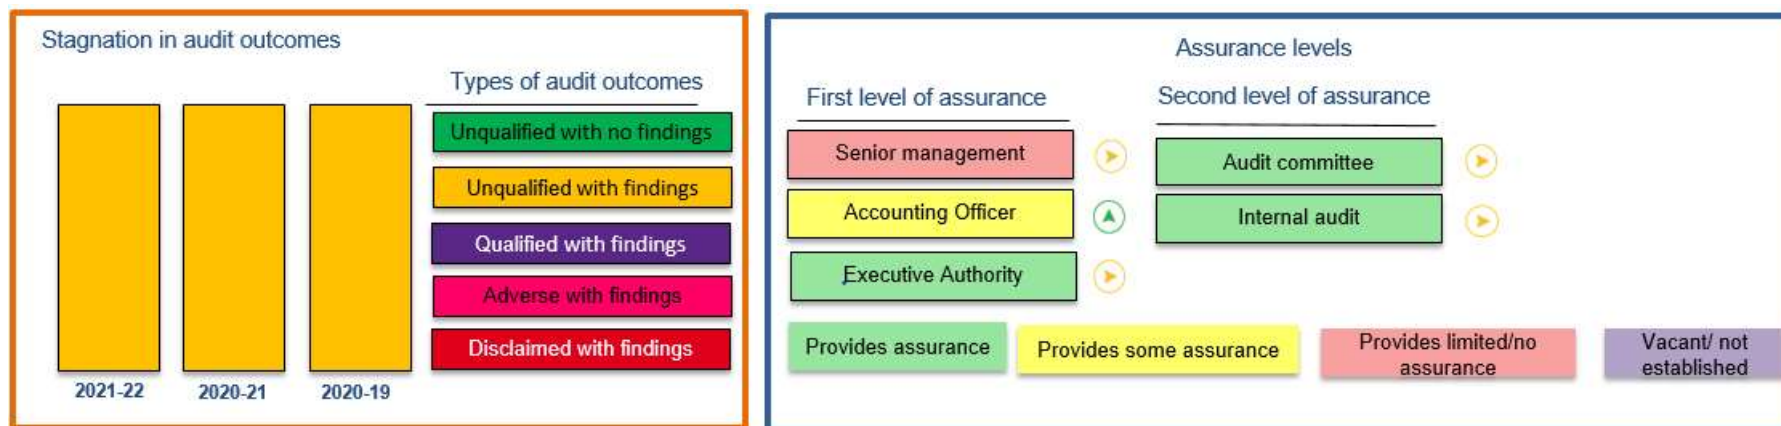 Stagnation in audit outcomes
Types of audit outcomes
Unqualified with no findings
Unqualified with findings
Qualified with findings
Adverse with findings
Disclaimed with findings
2021-22
2020-21
2020-19
Assurance levels
First level of assurance
Second level of assurance
Senior management
Audit committee
Accounting Officer
Internal audit
Executive Authority
Provides assurance
Provides some assurance
Provides limited/no
assurance
Vacant/ not
established